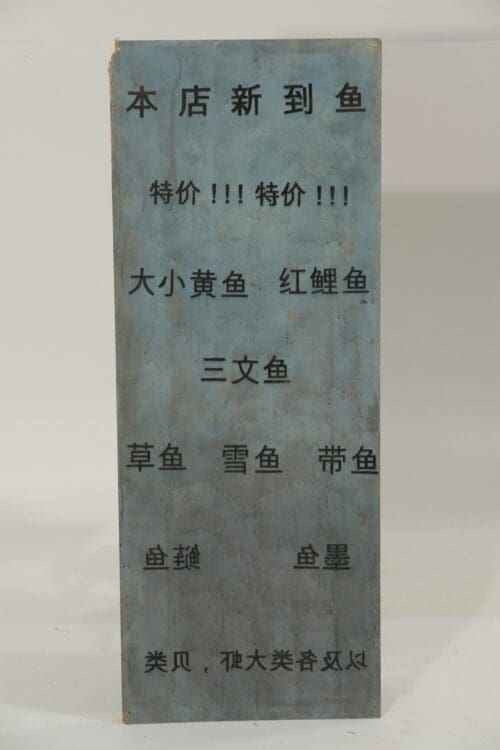 本店新到鱼
特价!!!特价!!!
大小黄鱼 红鲤鱼
三文鱼
草鱼 雪鱼 带鱼
墨鱼 鲢鱼
以及各类大虾，贝类